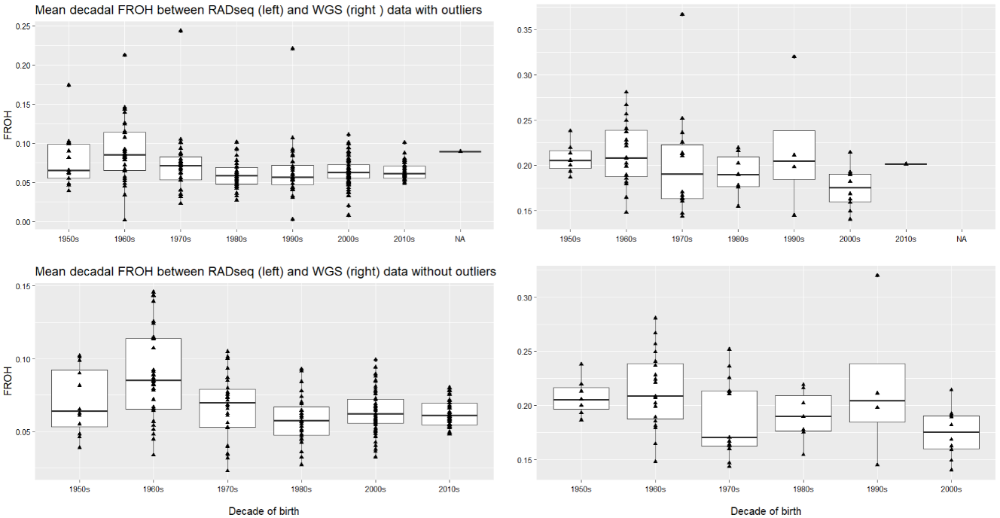 Mean decadal FROH between RADseq (left) and WGS (right ) data with outliers
FROH
0.25
0.20
0.15
0.10
0.05
0.00
1950s 1960s 1970s 1980s 1990s 2000s 2010s NA
0.35
0.30
0.25
0.20
0.15
1950s 1960s 1970s 1980s 1990s 2000s 2010s NA
Mean decadal FROH between RADseq (left) and WGS (right) data without outliers
FROH
0.15
0.10
0.05
1950s 1960s 1970s 1980s 2000s 2010s
Decade of birth
0.30
0.25
0.20
0.15
1950s 1960s 1970s 1980s 1990s 2000s
Decade of birth